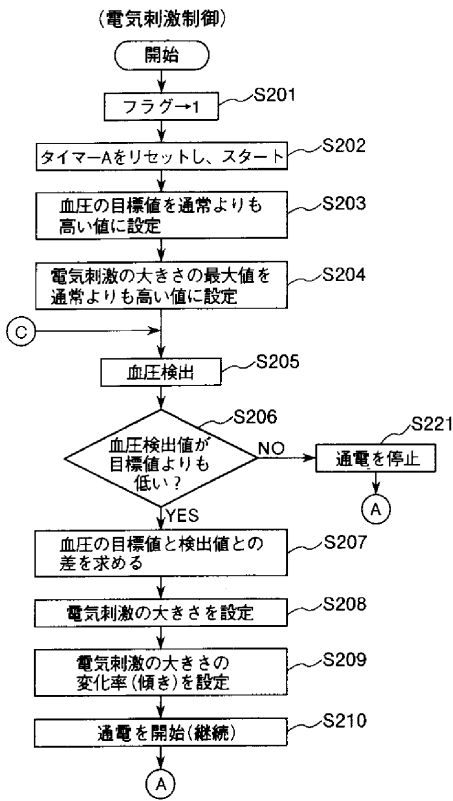 (電気刺激制御)
開始
フラグ→1
S201
タイマーAをリセットし、スタート
S202
血圧の目標値を通常よりも
高い値に設定
S203
電気刺激の大きさの最大値を
通常よりも高い値に設定
S204
C
血圧検出
S205
S206
血圧検出値が
目標値よりも
低い?
NO
S221
通電を停止
A
YES
血圧の目標値と検出値との
差を求める
S207
電気刺激の大きさを設定
S208
電気刺激の大きさの
変化率(傾き)を設定
S209
通電を開始(継続)
S210
A